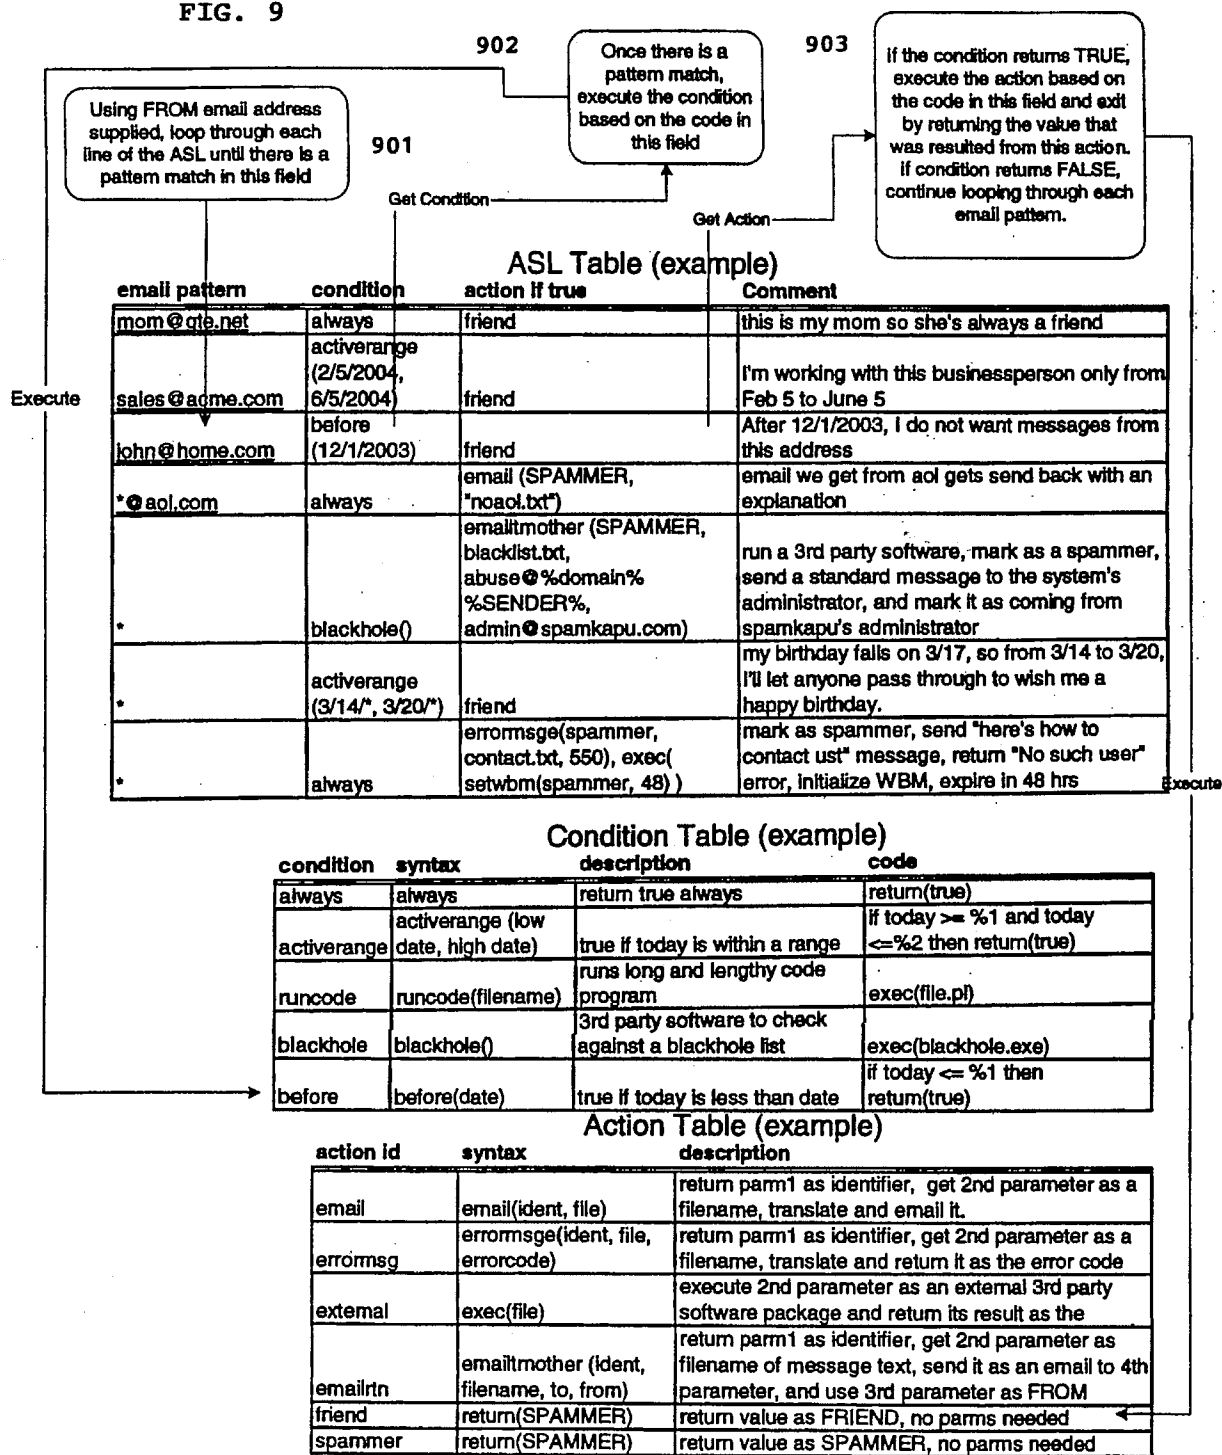 FIG. 9
902
903
901
Using FROM email address
supplied, loop through each
line of the ASL until there is a
pattern match in this field
Once there is a
pattern match,
execute the condition
based on the code in
this field
If the condition returns TRUE,
execute the action based on
the code in this field and exit
by returning the value that
was resulted from this action.
If condition returns FALSE,
continue looping through each
email pattern.
Get Condition
Get Action
Execute
Execute
ASL Table (example)
email pattern condition action if true Comment
mom@gte.net always friend this is my mom so she's always a friend
activerange
(2/5/2004,
6/5/2004)
sales@acme.com friend
I'm working with this businessperson only from
Feb 5 to June 5
before
(12/1/2003)
john@home.com friend
After 12/1/2003, I do not want messages from
this address
*@aol.com always
email (SPAMMER,
"noaol.txt")
email we get from aol gets send back with an
explanation
* blackhole()
emailtmother (SPAMMER,
blacklist.txt,
abuse@%domain%
%SENDER%,
admin@spamkapu.com)
run a 3rd party software, mark as a spammer,
send a standard message to the system's
administrator, and mark it as coming from
spamkapu's administrator
*
activerange
(3/14/*, 3/20/*) friend
my birthday falls on 3/17, so from 3/14 to 3/20,
I'll let anyone pass through to wish me a
happy birthday.
* always
errormsge(spammer,
contact.txt, 550), exec(
setwbm(spammer, 48) )
mark as spammer, send "here's how to
contact ust" message, return "No such user"
error, initialize WBM, expire in 48 hrs
Condition Table (example)
condition syntax description code
always always return true always return(true)
activerange
activerange (low
date, high date)
true if today is within a range
if today >= %1 and today
<=%2 then return(true)
runcode runcode(filename)
runs long and lengthy code
program
exec(file.pl)
blackhole blackhole()
3rd party software to check
against a blackhole list
exec(blackhole.exe)
before before(date) true if today is less than date
if today <= %1 then
return(true)
Action Table (example)
action id syntax description
email email(ident, file)
return parm1 as identifier, get 2nd parameter as a
filename, translate and email it.
errormsg
errormsge(ident, file,
errorcode)
return parm1 as identifier, get 2nd parameter as a
filename, translate and return it as the error code
external exec(file)
execute 2nd parameter as an external 3rd party
software package and return its result as the
emailrtn
emailtmother (ident,
filename, to, from)
return parm1 as identifier, get 2nd parameter as
filename of message text, send it as an email to 4th
parameter, and use 3rd parameter as FROM
friend return(SPAMMER) return value as FRIEND, no parms needed
spammer return(SPAMMER) return value as SPAMMER, no parms needed